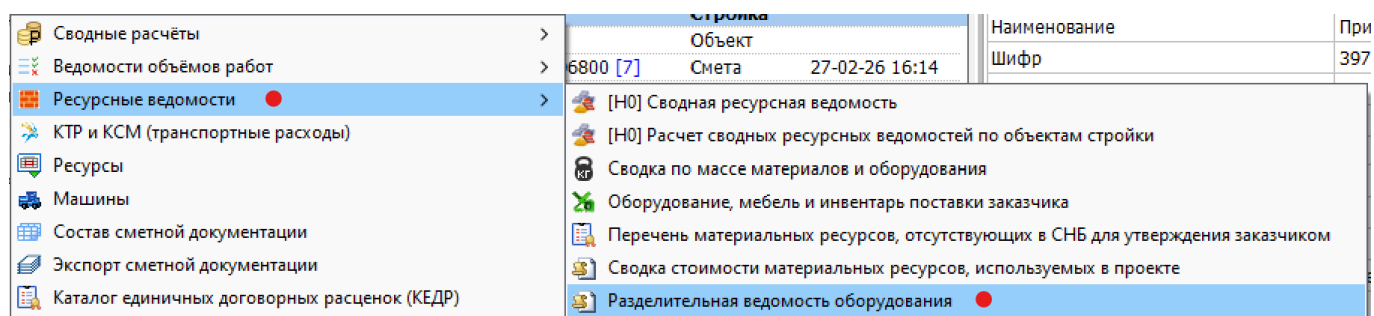 Сводные расчёты
Ведомости объёмов работ
Ресурсные ведомости
КТР и КСМ (транспортные расходы)
Ресурсы
Машины
Состав сметной документации
Экспорт сметной документации
Каталог единичных договорных расценок (КЕДР)
Стройка
Объект
6800 [7] Смета 27-02-26 16:14
Наименование При
Шифр 397
[H0] Сводная ресурсная ведомость
[H0] Расчет сводных ресурсных ведомостей по объектам стройки
кг Сводка по массе материалов и оборудования
Оборудование, мебель и инвентарь поставки заказчика
Перечень материальных ресурсов, отсутствующих в СНБ для утверждения заказчиком
Сводка стоимости материальных ресурсов, используемых в проекте
Разделительная ведомость оборудования